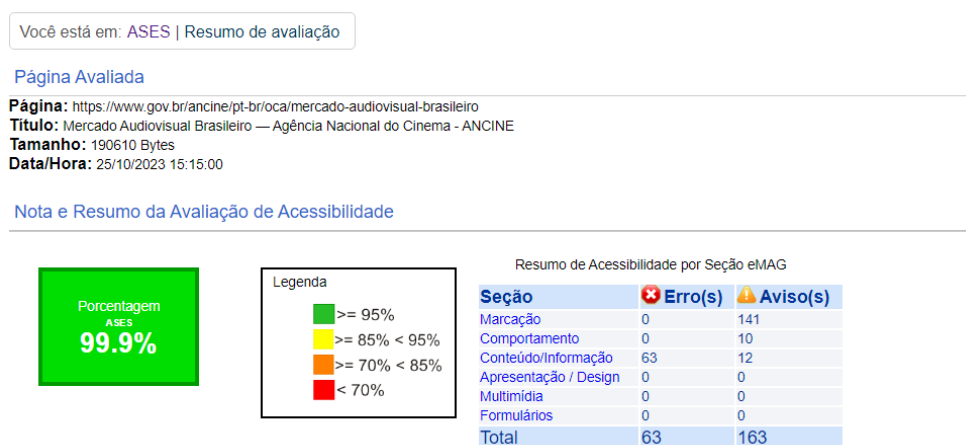 Você está em: ASES | Resumo de avaliação
Página Avaliada
Página: https://www.gov.br/ancine/pt-br/oca/mercado-audiovisual-brasileiro
Título: Mercado Audiovisual Brasileiro — Agência Nacional do Cinema - ANCINE
Tamanho: 190610 Bytes
Data/Hora: 25/10/2023 15:15:00
Nota e Resumo da Avaliação de Acessibilidade
Porcentagem
ASES
99.9%
Legenda
>= 95%
>= 85% < 95%
>= 70% < 85%
< 70%
Resumo de Acessibilidade por Seção eMAG
Seção Erro(s) Aviso(s)
Marcação 0 141
Comportamento 0 10
Conteúdo/Informação 63 12
Apresentação / Design 0 0
Multimídia 0 0
Formulários 0 0
Total 63 163